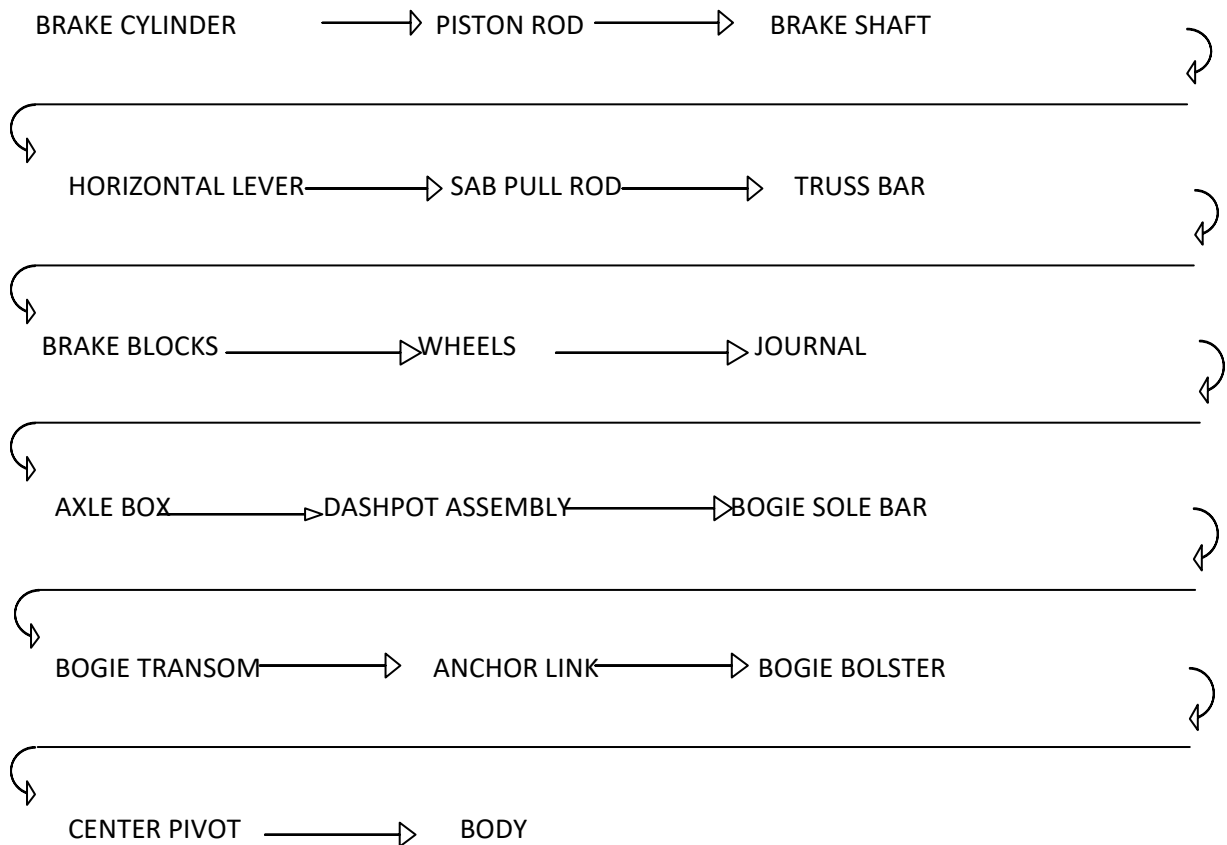 BRAKE CYLINDER PISTON ROD BRAKE SHAFT
HORIZONTAL LEVER SAB PULL ROD TRUSS BAR
BRAKE BLOCKS WHEELS JOURNAL
AXLE BOX DASHPOT ASSEMBLY BOGIE SOLE BAR
BOGIE TRANSOM ANCHOR LINK BOGIE BOLSTER
CENTER PIVOT BODY